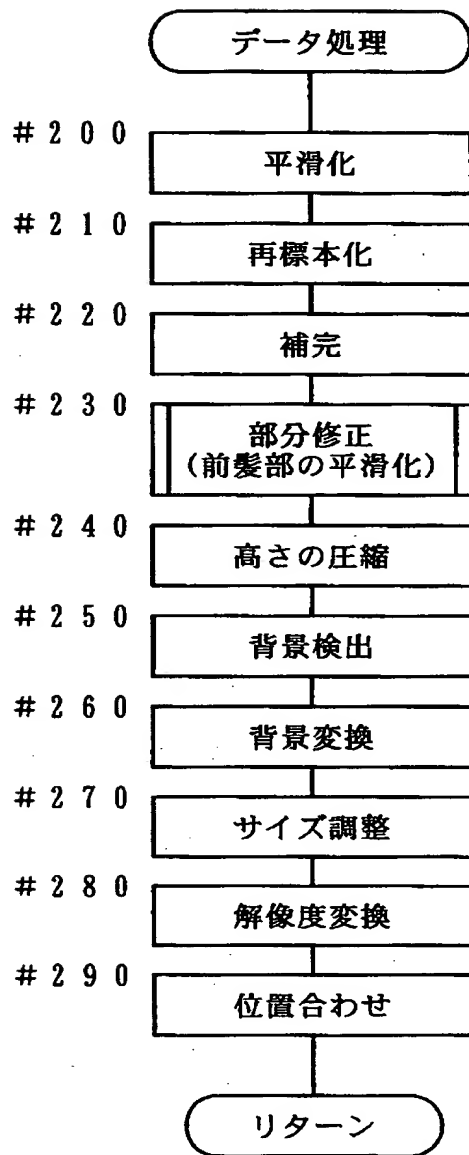 データ処理
#200
平滑化
#210
再標本化
#220
補完
#230
部分修正
(前髪部の平滑化)
#240
高さの圧縮
#250
背景検出
#260
背景変換
#270
サイズ調整
#280
解像度変換
#290
位置合わせ
リターン